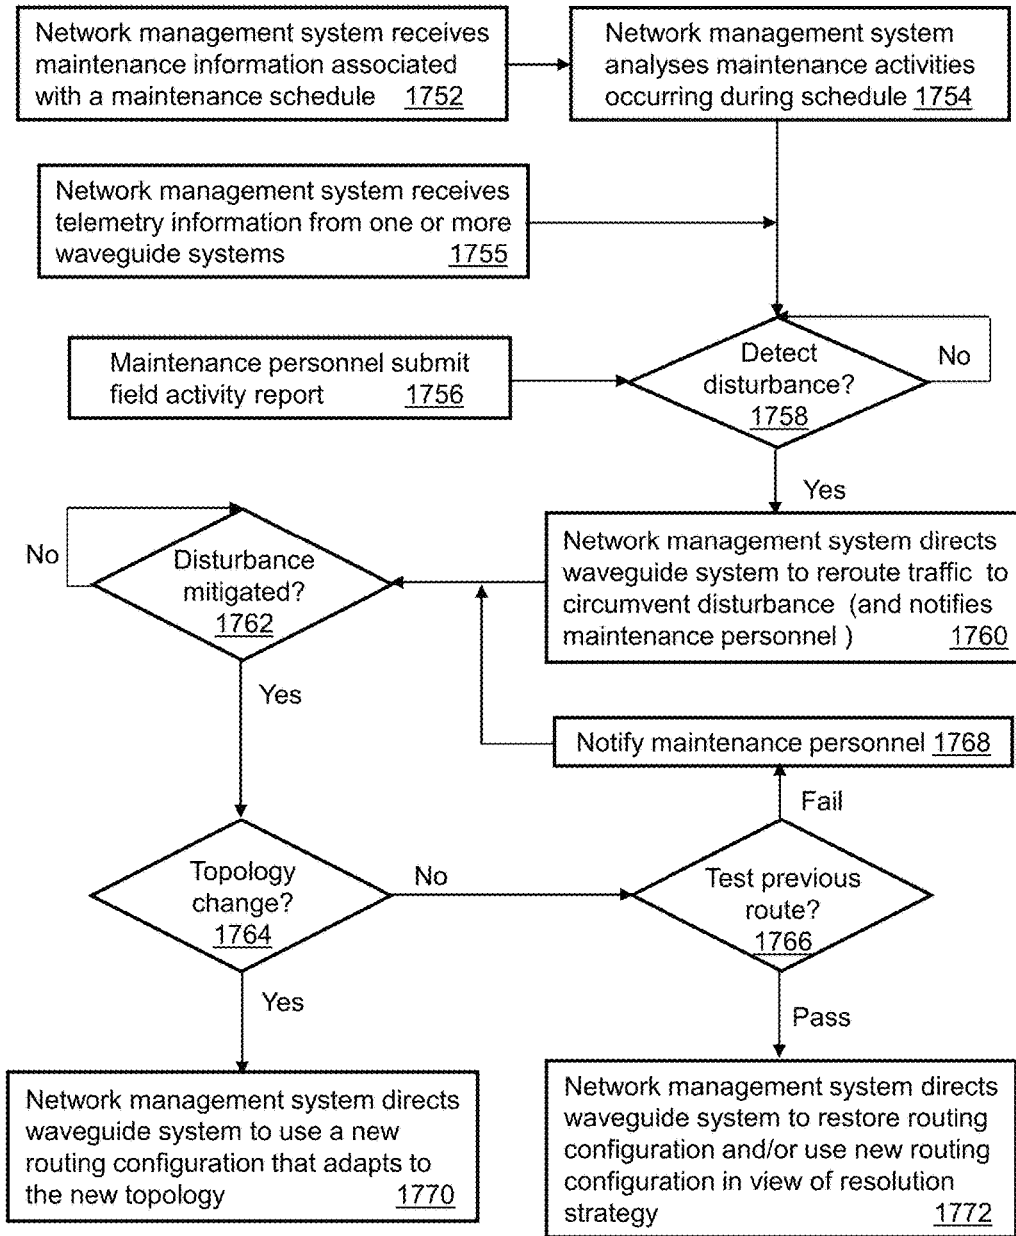 Network management system receives
maintenance information associated
with a maintenance schedule 1752
Network management system
analyses maintenance activities
occurring during schedule 1754
Network management system receives
telemetry information from one or more
waveguide systems 1755
Maintenance personnel submit
field activity report 1756
Detect
disturbance?
1758
No
Yes
Network management system directs
waveguide system to reroute traffic to
circumvent disturbance (and notifies
maintenance personnel ) 1760
No
Disturbance
mitigated?
1762
Yes
Notify maintenance personnel 1768
Fail
Topology
change?
1764
No
Test previous
route?
1766
Yes
Pass
Network management system directs
waveguide system to use a new
routing configuration that adapts to
the new topology 1770
Network management system directs
waveguide system to restore routing
configuration and/or use new routing
configuration in view of resolution
strategy 1772